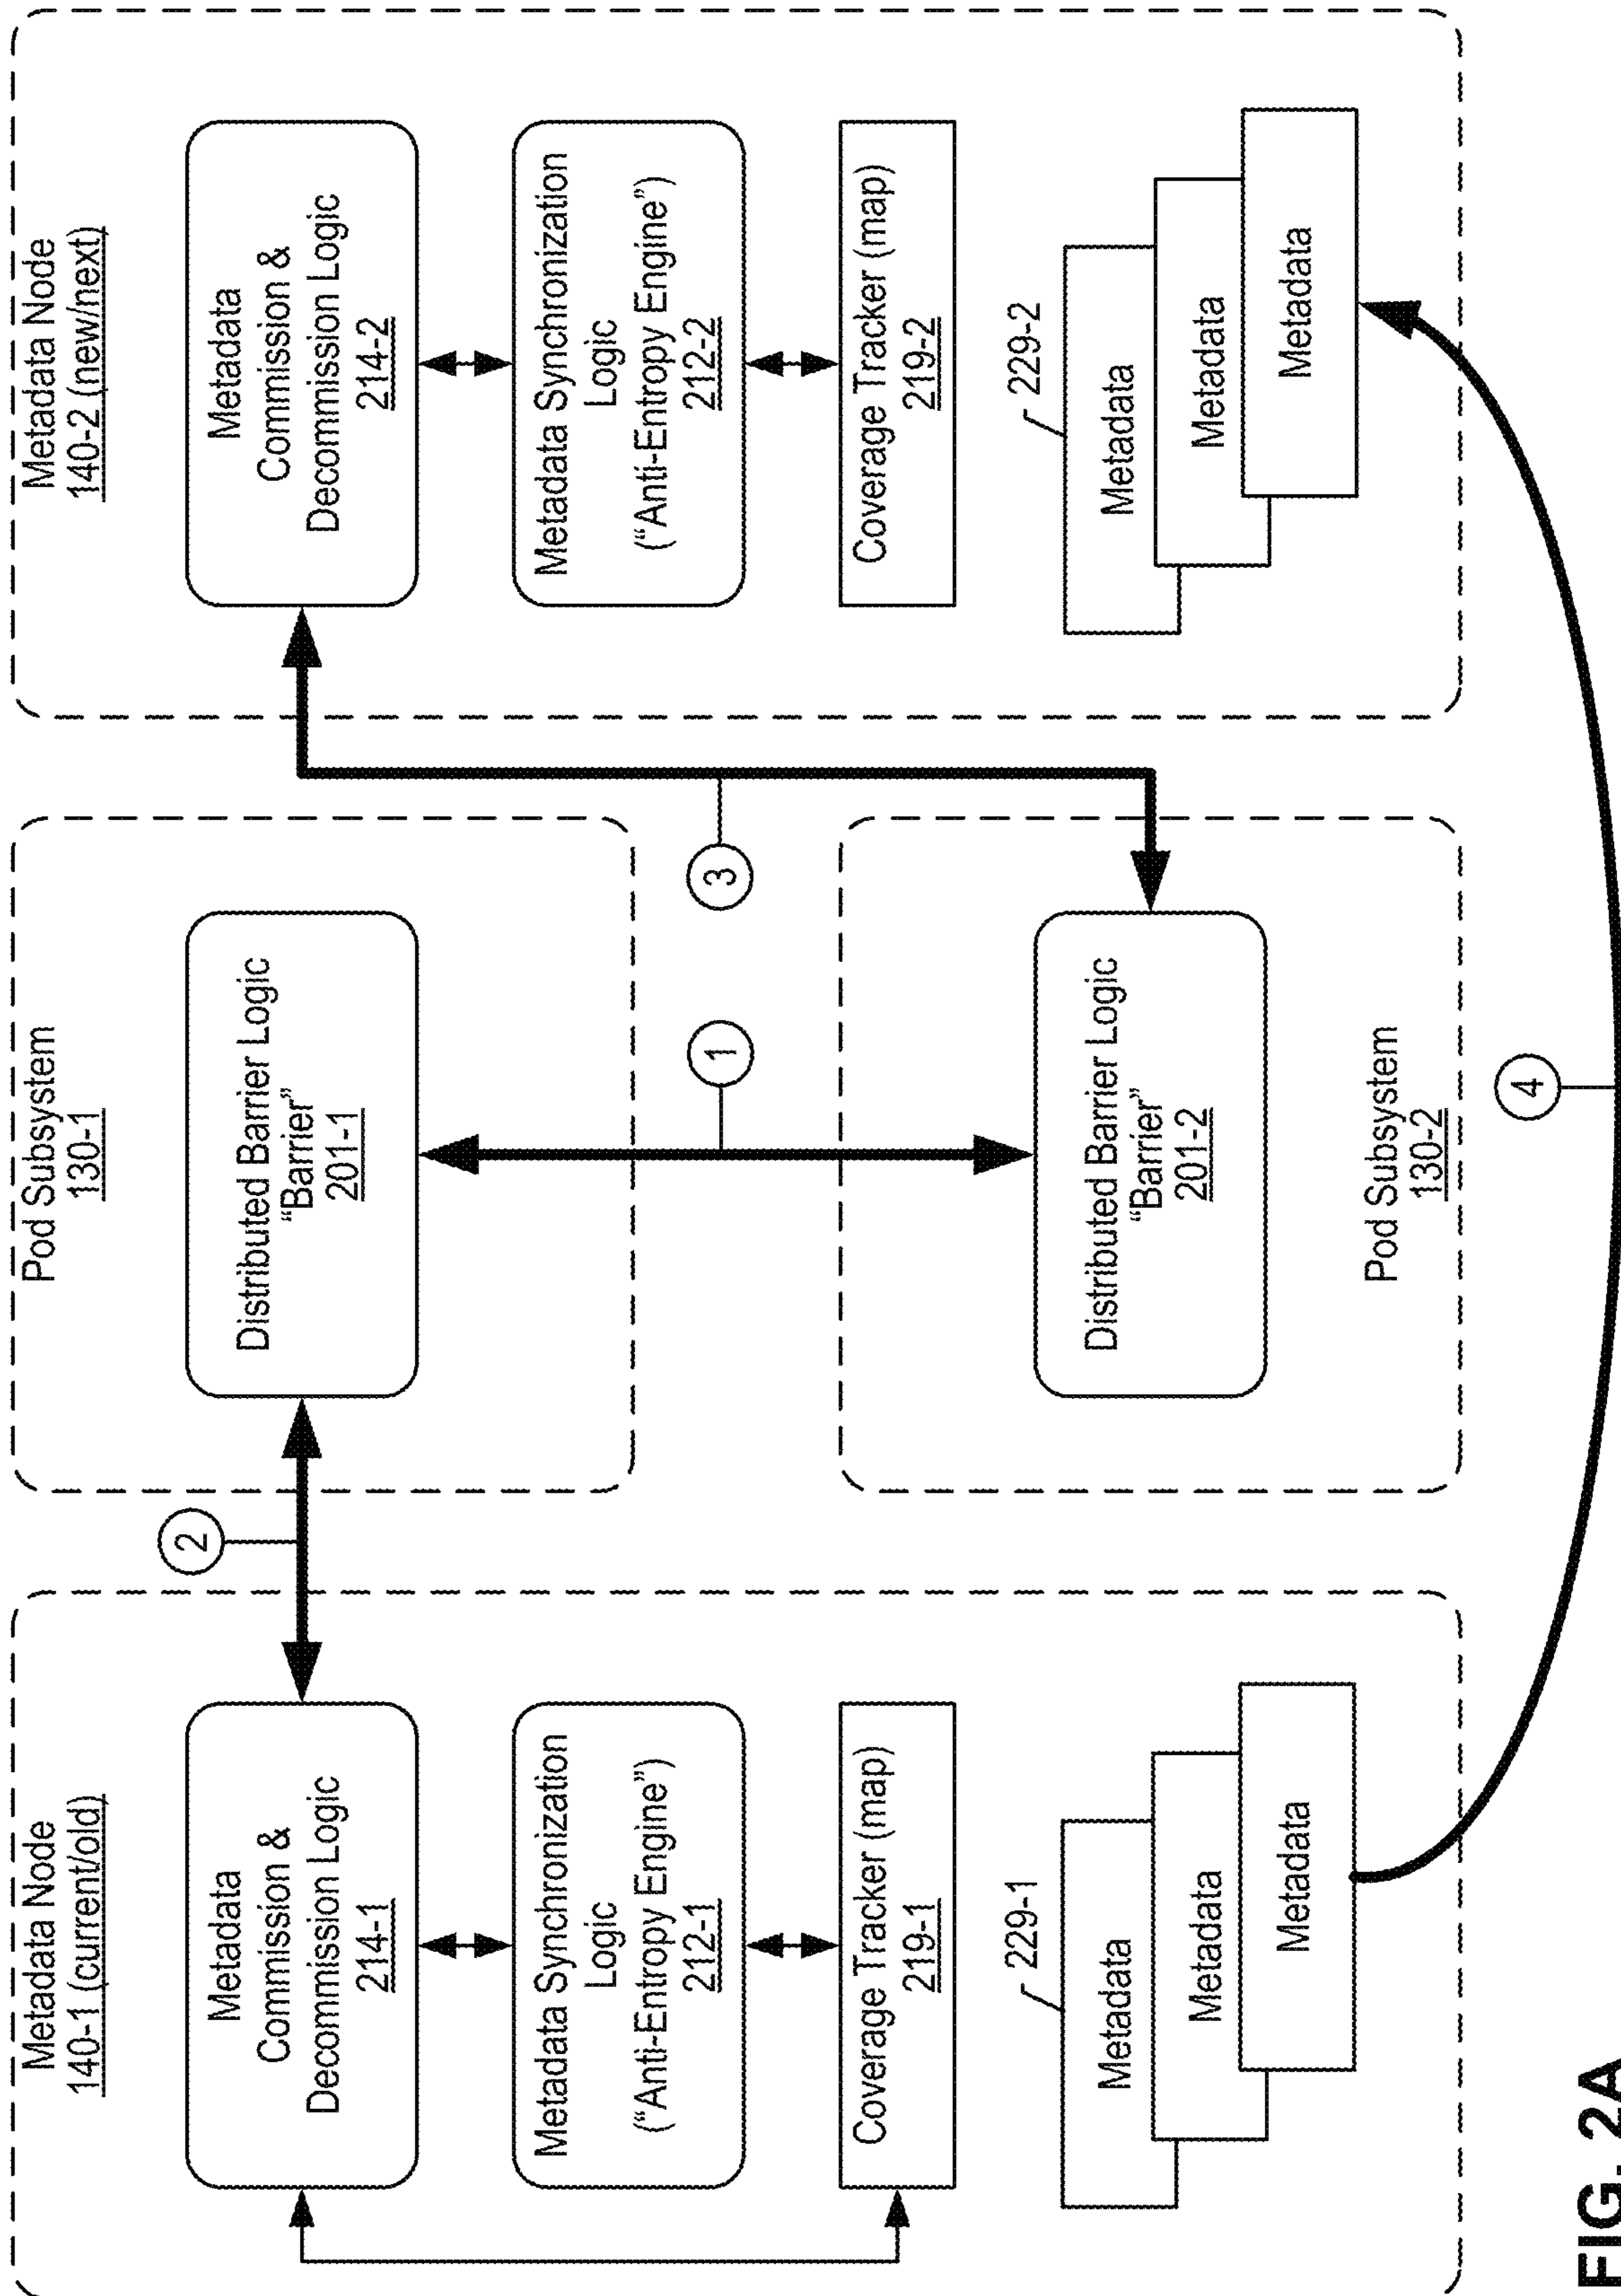 Metadata Node
140-1 (current/old)
Metadata
Commission &
Decommission Logic
214-1
Metadata Synchronization
Logic
(“Anti-Entropy Engine”)
212-1
Coverage Tracker (map)
219-1
229-1
Metadata
Metadata
Metadata
2
Pod Subsystem
130-1
Distributed Barrier Logic
“Barrier”
201-1
1
3
Distributed Barrier Logic
“Barrier”
201-2
Pod Subsystem
130-2
Metadata Node
140-2 (new/next)
Metadata
Commission &
Decommission Logic
214-2
Metadata Synchronization
Logic
(“Anti-Entropy Engine”)
212-2
Coverage Tracker (map)
219-2
229-2
Metadata
Metadata
Metadata
4
FIG. 2A